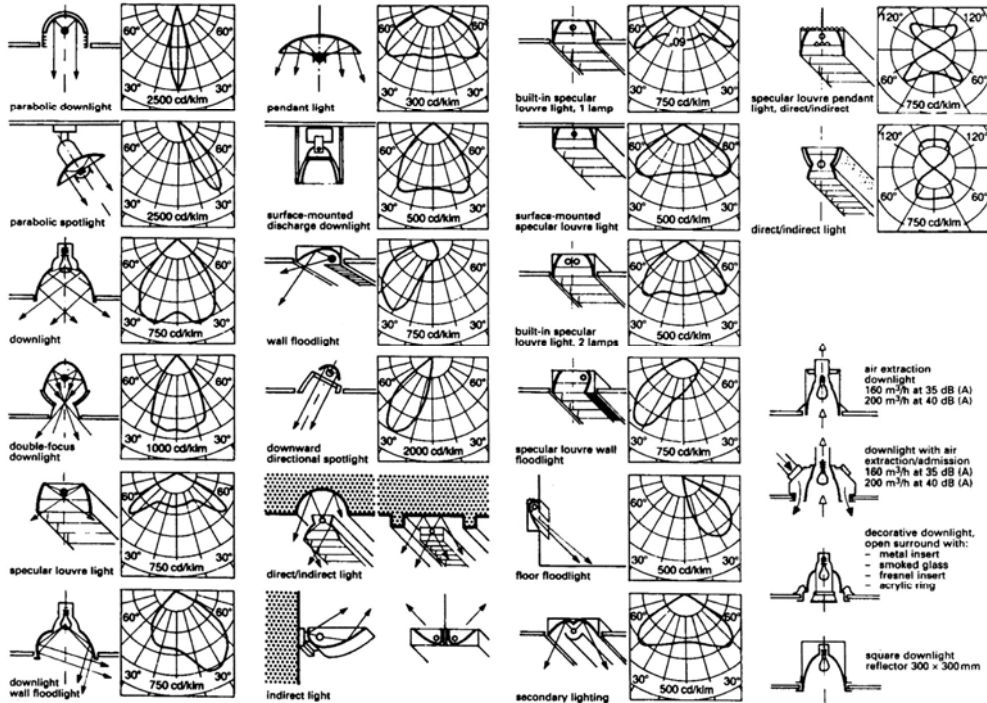 60°
60°
30°
30°
2500 cd/klm
parabolic downlight
60°
60°
30°
30°
2500 cd/klm
parabolic spotlight
60°
60°
30°
30°
750 cd/klm
downlight
60°
60°
30°
30°
1000 cd/klm
double-focus
downlight
60°
60°
30°
30°
750 cd/klm
specular louvre light
60°
60°
30°
30°
750 cd/klm
downlight
wall floodlight
60°
60°
30°
30°
300 cd/klm
pendant light
60°
60°
30°
30°
500 cd/klm
surface-mounted
discharge downlight
60°
60°
30°
30°
750 cd/klm
wall floodlight
60°
60°
30°
30°
2000 cd/klm
downward
directional spotlight
direct/indirect light
indirect light
60°
60°
60
30°
30°
750 cd/klm
built-in specular
louvre light, 1 lamp
60°
60°
30°
30°
500 cd/klm
surface-mounted
specular louvre light
60°
60°
30°
30°
500 cd/klm
built-in specular
louvre light, 2 lamps
60°
60°
30°
30°
750 cd/klm
specular louvre wall
floodlight
60°
60°
30°
30°
500 cd/klm
floor floodlight
60°
60°
30°
30°
500 cd/klm
secondary lighting
120°
120°
60°
60°
750 cd/klm
specular louvre pendant
light, direct/indirect
120°
120°
60°
60°
750 cd/klm
direct/indirect light
air extraction
downlight
160 m³/h at 35 dB (A)
200 m³/h at 40 dB (A)
downlight with air
extraction/admission
160 m³/h at 35 dB (A)
200 m³/h at 40 dB (A)
decorative downlight,
open surround with:
– metal insert
– smoked glass
– fresnel insert
– acrylic ring
square downlight
reflector 300 × 300 mm